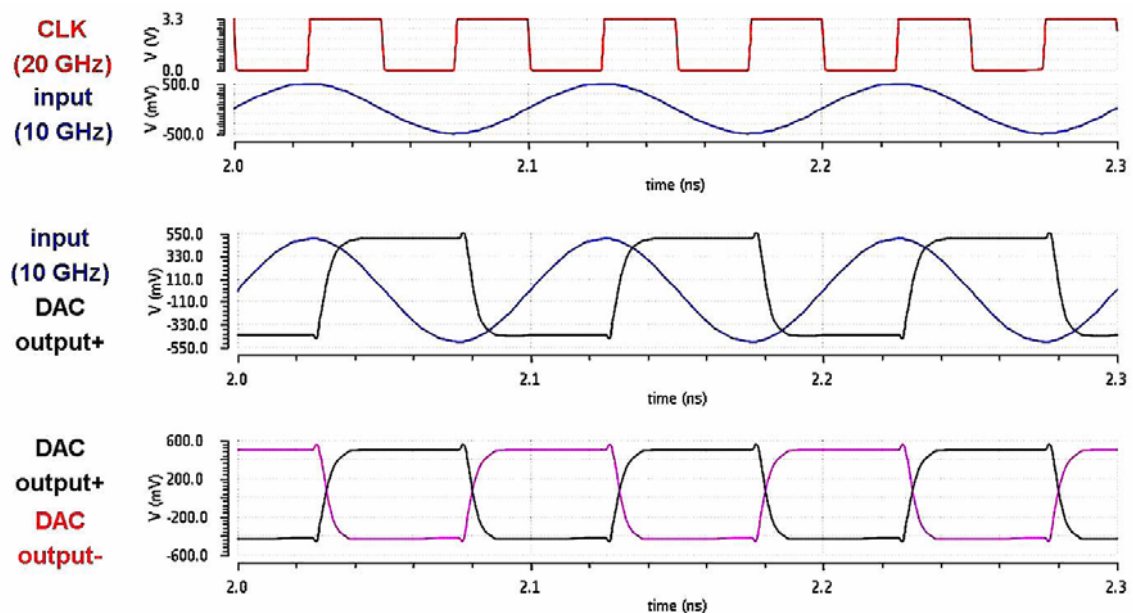 CLK
(20 GHz)
V (V)
3.3
0.0
input
(10 GHz)
V (mV)
500.0
-500.0
2.0 2.1 2.2 2.3
time (ns)
input
(10 GHz)
DAC
output+
V (mV)
550.0
330.0
110.0
-110.0
-330.0
-550.0
2.0 2.1 2.2 2.3
time (ns)
DAC
output+
DAC
output-
V (mV)
600.0
200.0
-200.0
-600.0
2.0 2.1 2.2 2.3
time (ns)